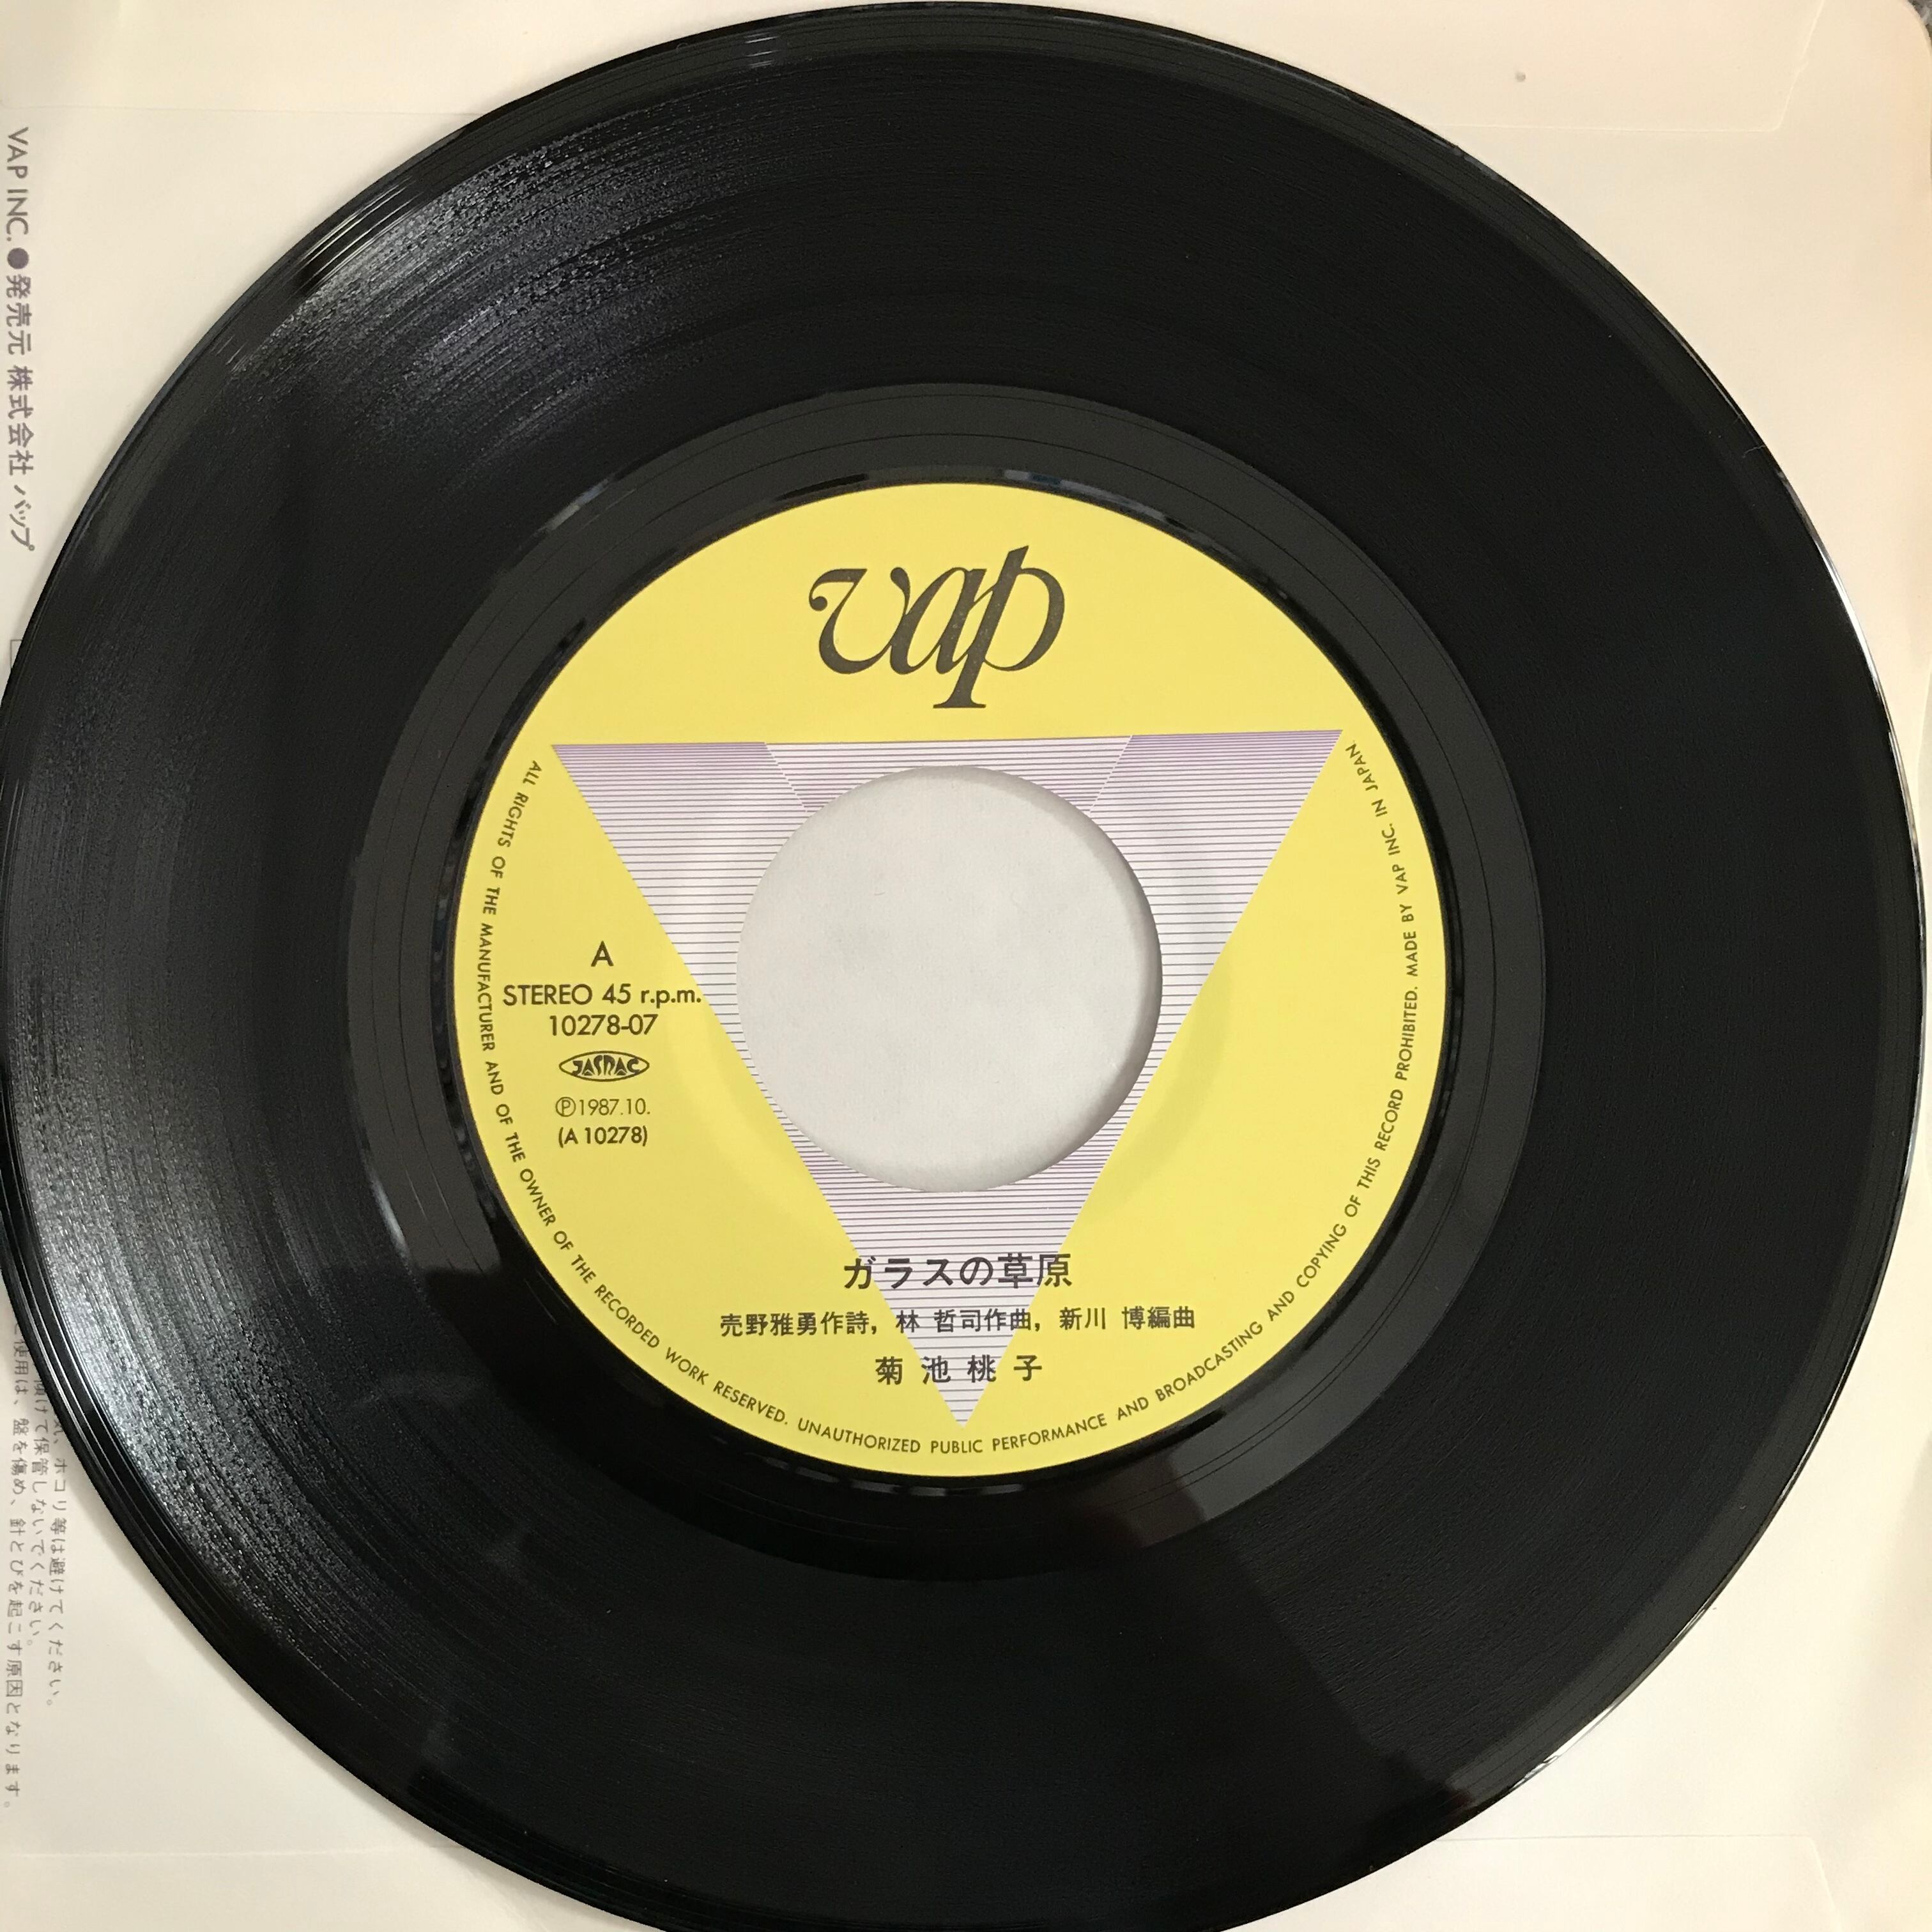 vap
A
STEREO 45 r.p.m.
10278-07
JASRAC
Ⓟ1987.10.
(A 10278)
ガラスの草原
売野雅勇作詩, 林 哲司作曲, 新川 博編曲
菊池桃子
ALL RIGHTS OF THE MANUFACTURER AND OF THE OWNER OF THE RECORDED WORK RESERVED. UNAUTHORIZED PUBLIC PERFORMANCE AND BROADCASTING AND COPYING OF THIS RECORD PROHIBITED. MADE BY VAP INC. IN JAPAN
VAP INC.●発売元 株式会社 バップ
ホコリ等は避けてください。
傾けて保管しないでください。
使用は、盤を傷め、針とびを起こす原因となります。